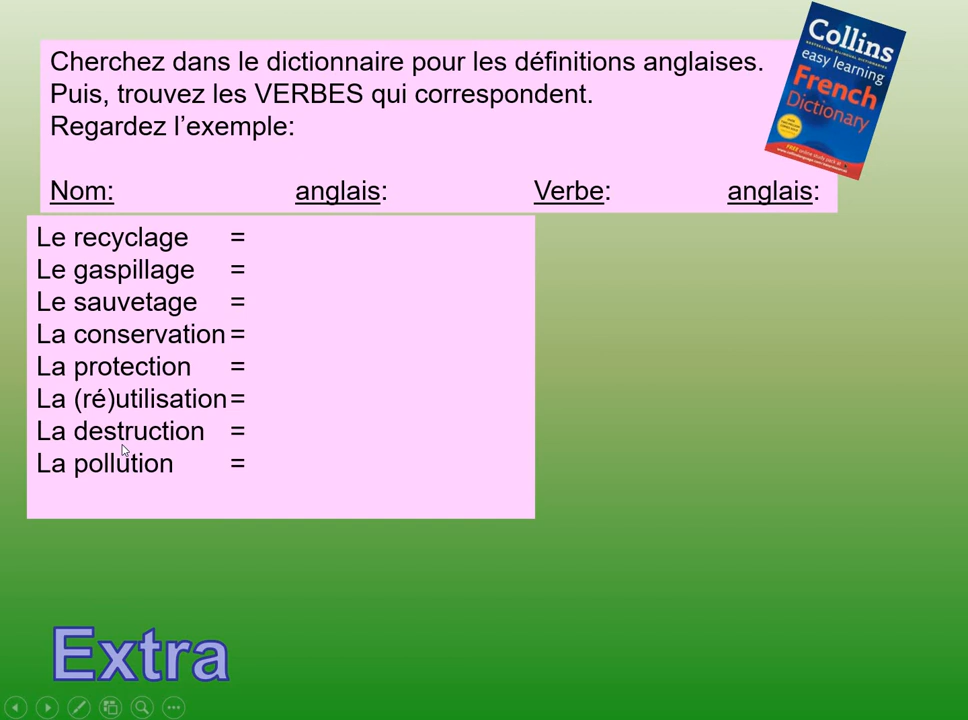 Cherchez dans le dictionnaire pour les définitions anglaises.
Puis, trouvez les VERBES qui correspondent.
Regardez l’exemple:
Nom: anglais: Verbe: anglais:
Le recyclage =
Le gaspillage =
Le sauvetage =
La conservation =
La protection =
La (ré)utilisation =
La destruction =
La pollution =
Collins
easy learning
French
Dictionary
Extra